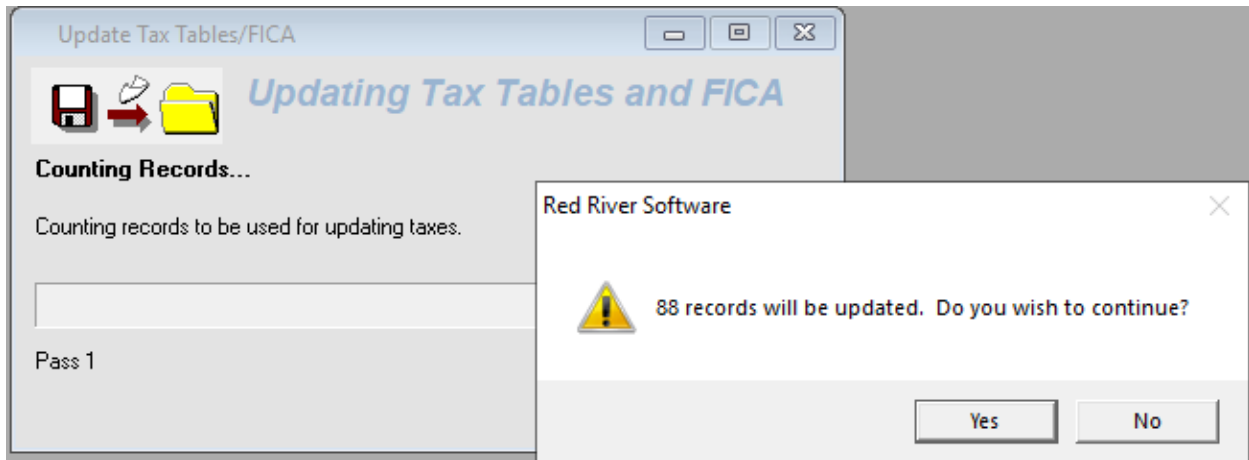 Update Tax Tables/FICA
Updating Tax Tables and FICA
Counting Records...
Counting records to be used for updating taxes.
Pass 1
Red River Software
88 records will be updated.  Do you wish to continue?
Yes
No